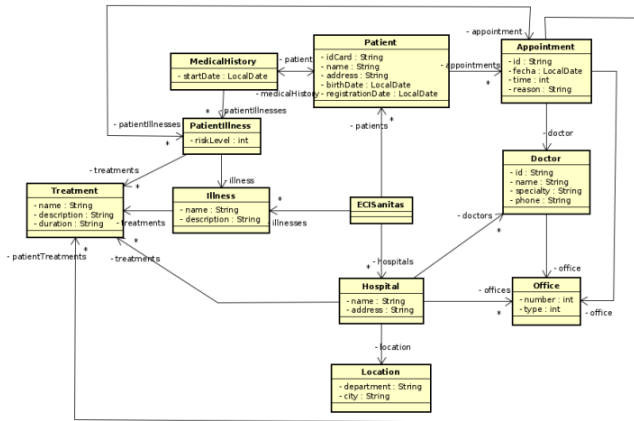 - appointment
Patient
- idCard : String
- name : String
- address : String
- birthDate : LocalDate
- registrationDate : LocalDate
Appointment
- id : String
- fecha : LocalDate
- time : int
- reason : String
MedicalHistory
- startDate : LocalDate
- patient
- medicalHistory
- appointments
*
* - patientIllnesses
- patientIllnesses
*
PatientIllness
- riskLevel : int
*
- patients
- doctor
- treatments
*
- illness
Doctor
- id : String
- name : String
- specialty : String
- phone : String
Treatment
- name : String
- description : String
- duration : String
Illness
- name : String
- description : String
- treatments
*
*
- illnesses
ECISanitas
- doctors
*
- patientTreatments
*
*
- treatments
- hospitals
*
- office
Hospital
- name : String
- address : String
- offices
*
Office
- number : int
- type : int
- office
- location
Location
- department : String
- city : String